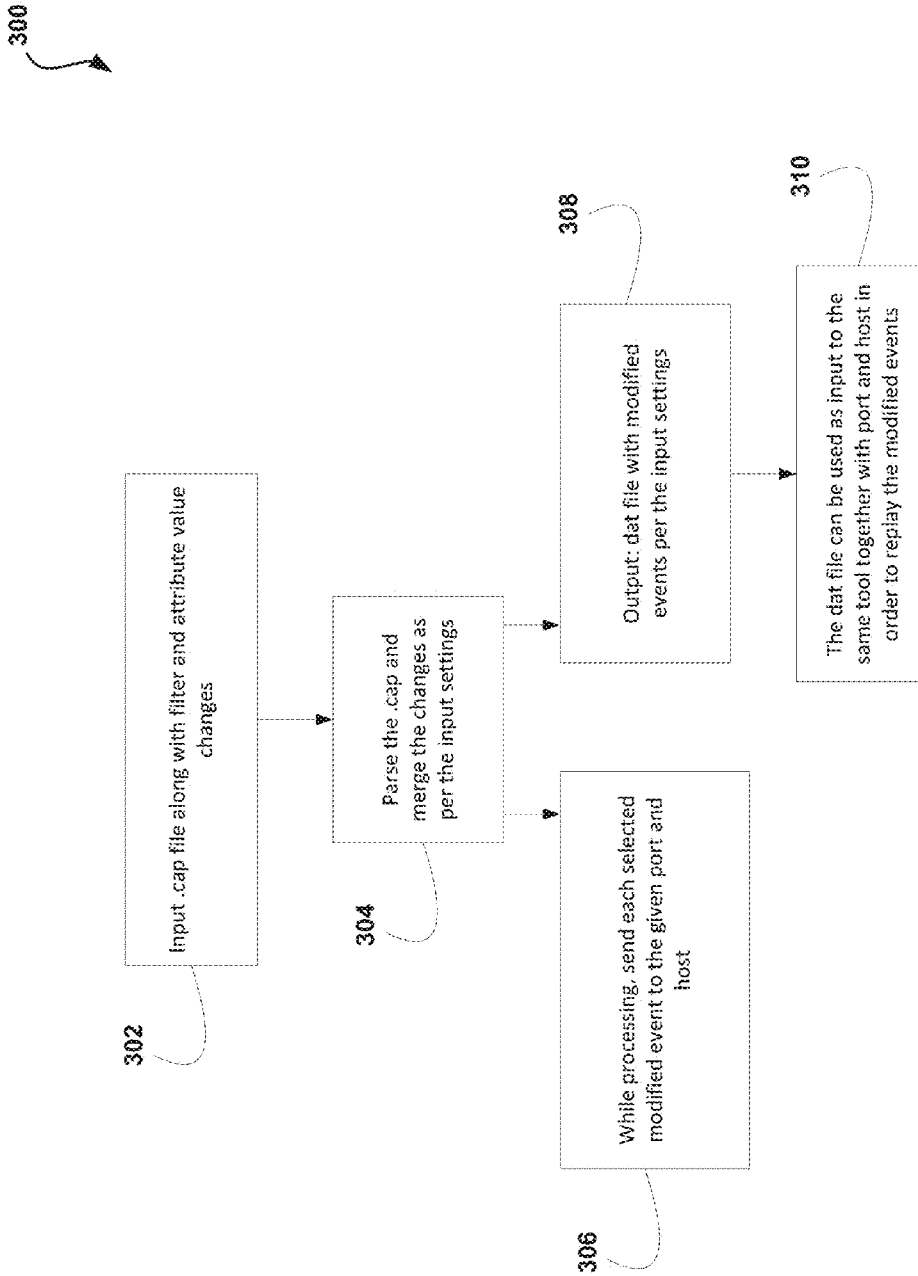 300
302
Input .cap file along with filter and attribute value
changes
304
Parse the .cap and
merge the changes as
per the input settings
306
While processing, send each selected
modified event to the given port and
host
308
Output: dat file with modified
events per the input settings
310
The dat file can be used as input to the
same tool together with port and host in
order to replay the modified events